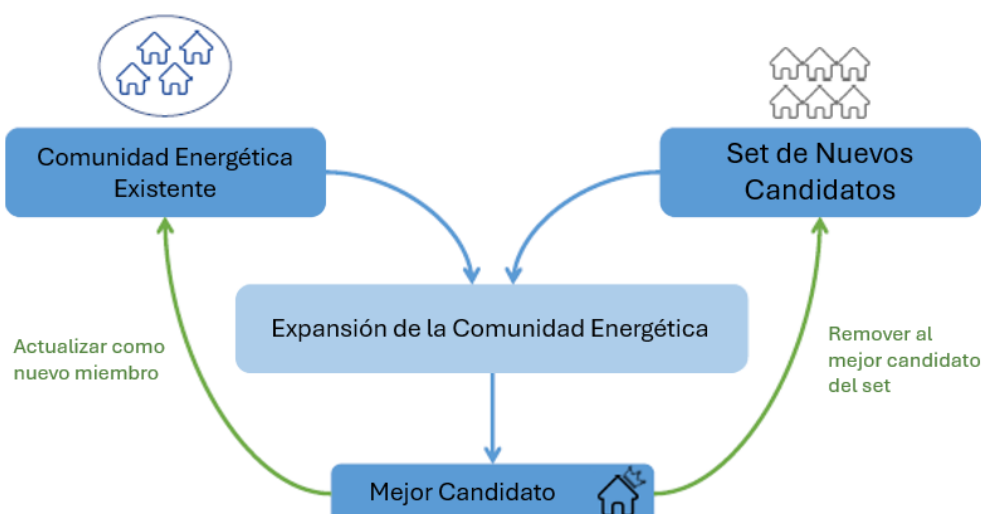 Comunidad Energética
Existente
Set de Nuevos
Candidatos
Expansión de la Comunidad Energética
Actualizar como
nuevo miembro
Remover al
mejor candidato
del set
Mejor Candidato